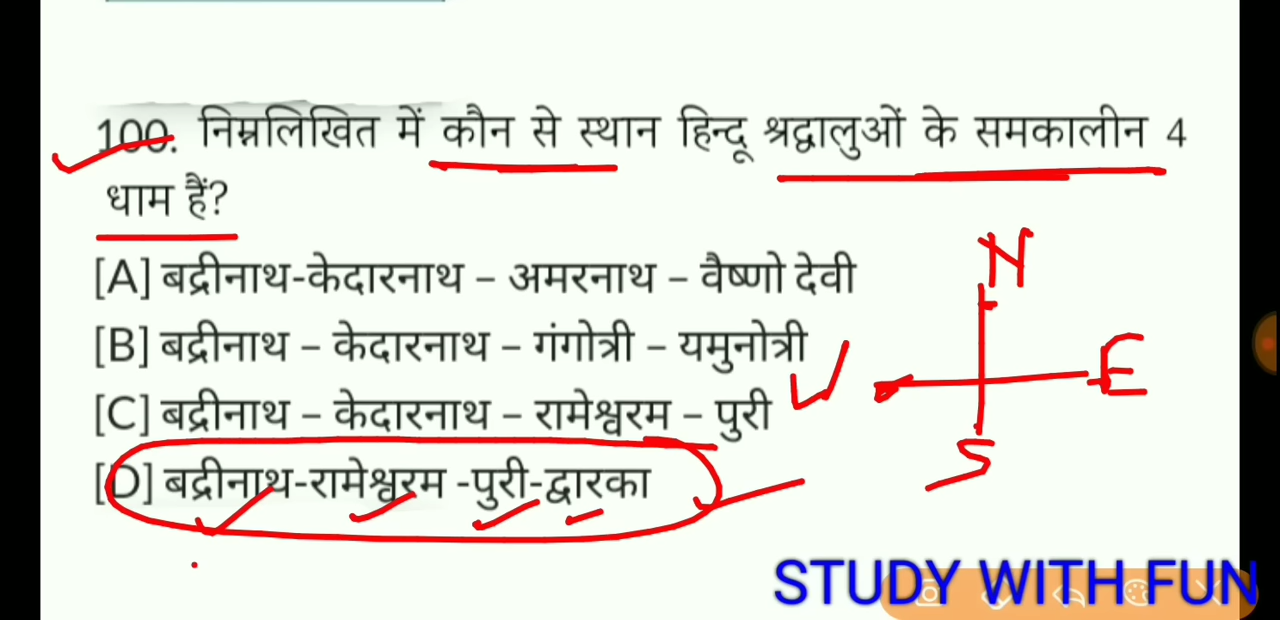 100. निम्नलिखित में कौन से स्थान हिन्दू श्रद्वालुओं के समकालीन 4
धाम हैं?
[A] बद्रीनाथ-केदारनाथ – अमरनाथ – वैष्णो देवी
[B] बद्रीनाथ – केदारनाथ – गंगोत्री – यमुनोत्री
[C] बद्रीनाथ – केदारनाथ – रामेश्वरम – पुरी
[D] बद्रीनाथ-रामेश्वरम -पुरी-द्वारका
N
E
S
STUDY WITH FUN